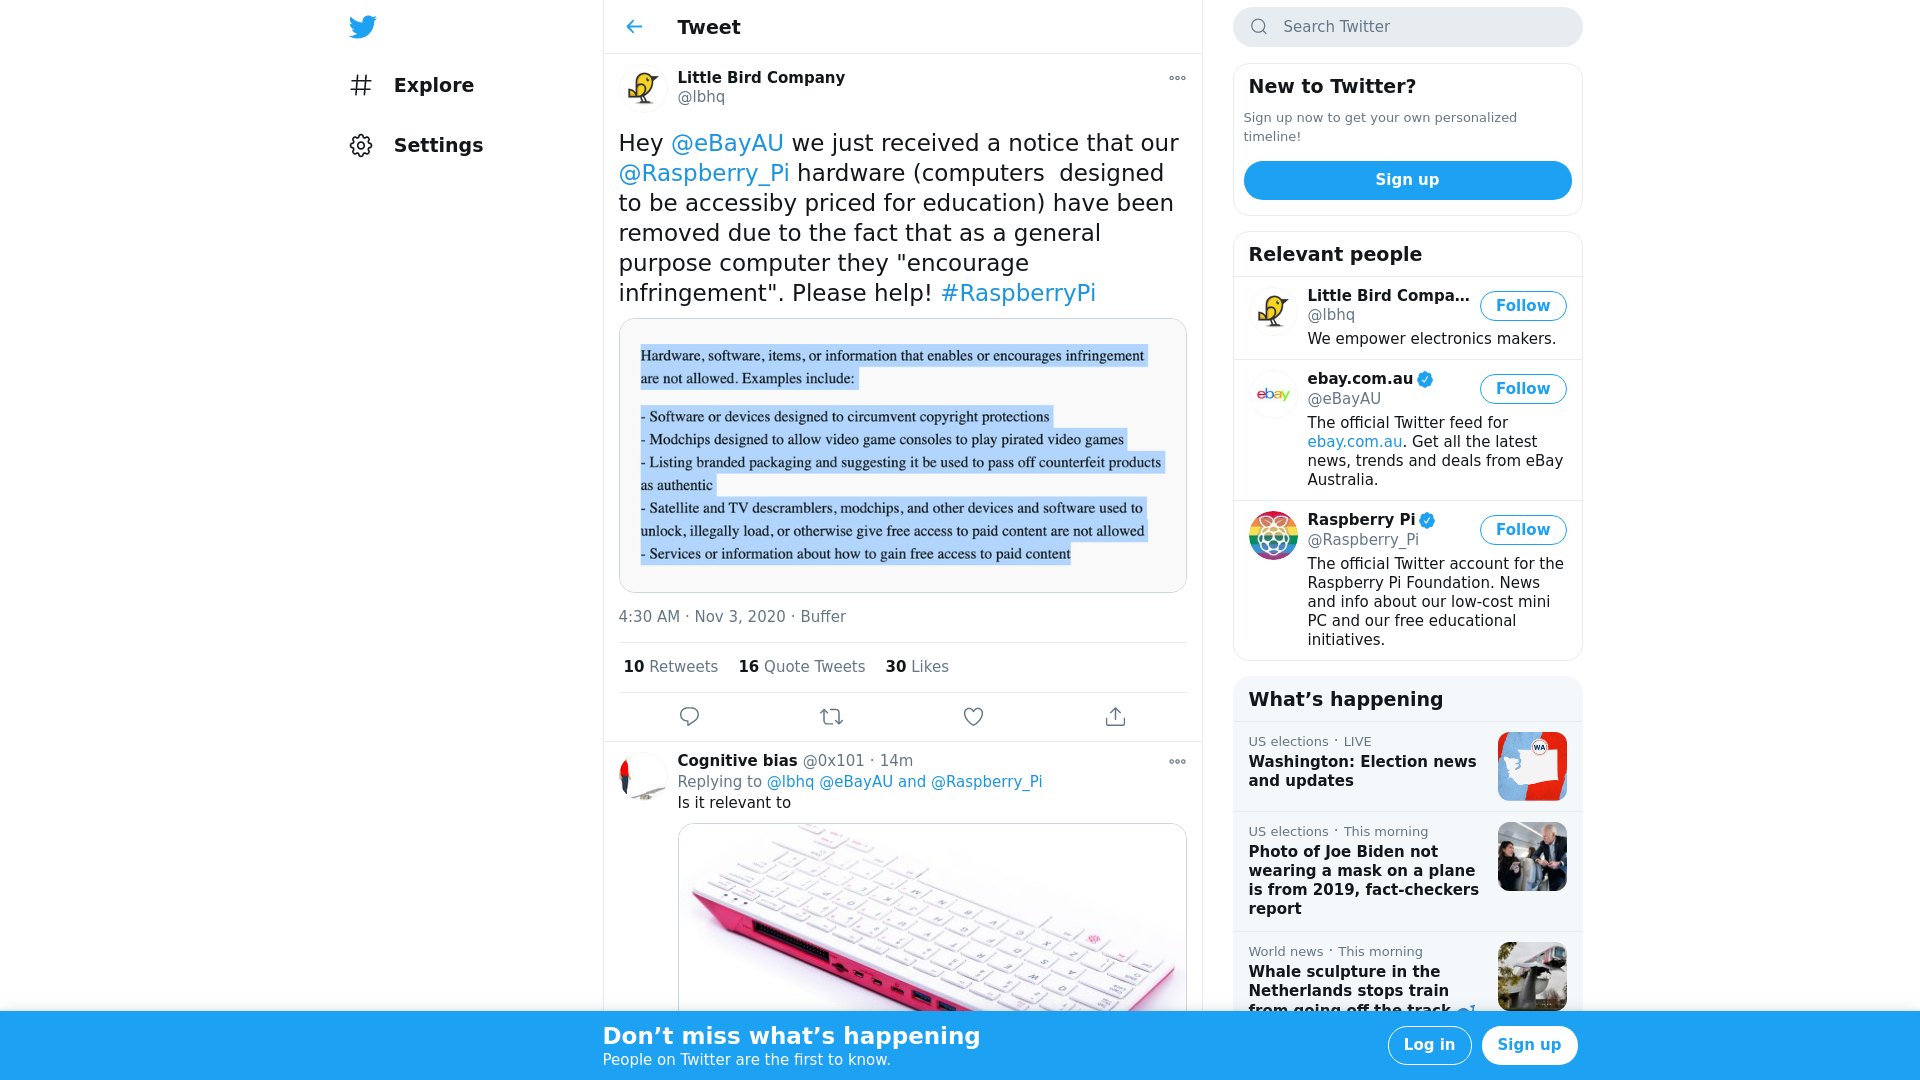 Explore
Settings
Tweet
Little Bird Company
@lbhq
Hey @eBayAU we just received a notice that our
@Raspberry_Pi hardware (computers  designed
to be accessiby priced for education) have been
removed due to the fact that as a general
purpose computer they "encourage
infringement". Please help! #RaspberryPi
Hardware, software, items, or information that enables or encourages infringement
are not allowed. Examples include:
- Software or devices designed to circumvent copyright protections
- Modchips designed to allow video game consoles to play pirated video games
- Listing branded packaging and suggesting it be used to pass off counterfeit products
as authentic
- Satellite and TV descramblers, modchips, and other devices and software used to
unlock, illegally load, or otherwise give free access to paid content are not allowed
- Services or information about how to gain free access to paid content
4:30 AM · Nov 3, 2020 · Buffer
10 Retweets 16 Quote Tweets 30 Likes
Cognitive bias @0x101 · 14m
Replying to @lbhq @eBayAU and @Raspberry_Pi
Is it relevant to
Search Twitter
New to Twitter?
Sign up now to get your own personalized
timeline!
Sign up
Relevant people
Little Bird Compa...
@lbhq
Follow
We empower electronics makers.
ebay
ebay.com.au
@eBayAU
Follow
The official Twitter feed for
ebay.com.au. Get all the latest
news, trends and deals from eBay
Australia.
Raspberry Pi
@Raspberry_Pi
Follow
The official Twitter account for the
Raspberry Pi Foundation. News
and info about our low-cost mini
PC and our free educational
initiatives.
What's happening
US elections · LIVE
Washington: Election news
and updates
WA
US elections · This morning
Photo of Joe Biden not
wearing a mask on a plane
is from 2019, fact-checkers
report
World news · This morning
Whale sculpture in the
Netherlands stops train
from going off the track
Don't miss what's happening
People on Twitter are the first to know.
Log in
Sign up